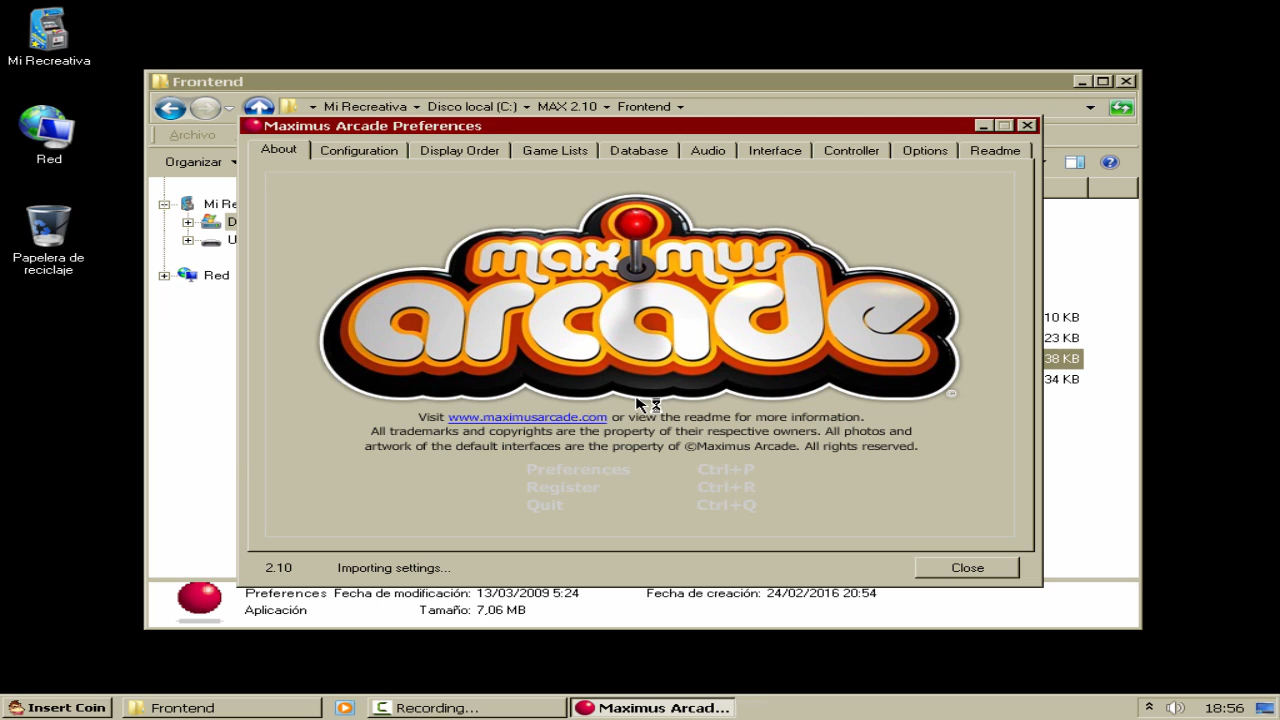 Mi Recreativa
Red
Papelera de
reciclaje
Frontend
Mi Recreativa Disco local (C:) MAX 2.10 Frontend
Archivo
Organizar
Mi Re
D
U
Red
10 KB
23 KB
38 KB
34 KB
Maximus Arcade Preferences
About Configuration Display Order Game Lists Database Audio Interface Controller Options Readme
maximus
arcade
©
Visit www.maximusarcade.com or view the readme for more information.
All trademarks and copyrights are the property of their respective owners. All photos and
artwork of the default interfaces are the property of ©Maximus Arcade. All rights reserved.
Preferences Ctrl+P
Register Ctrl+R
Quit Ctrl+Q
2.10 Importing settings... Close
Preferences Fecha de modificación: 13/03/2009 5:24 Fecha de creación: 24/02/2016 20:54
Aplicación Tamaño: 7,06 MB
Insert Coin Frontend Recording... Maximus Arcad... 18:56